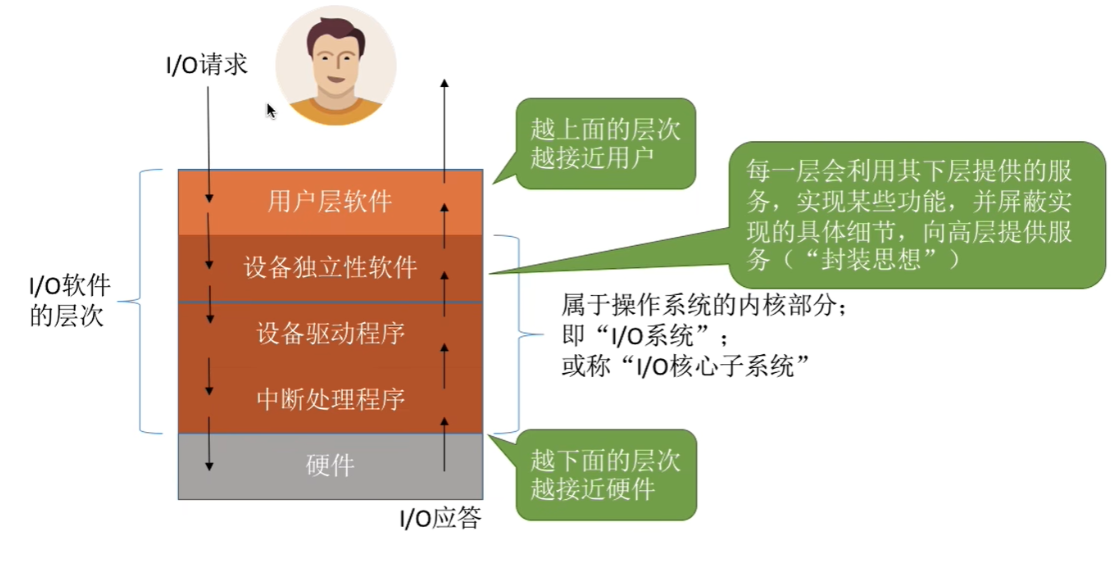 I/O请求
越上面的层次
越接近用户
每一层会利用其下层提供的服
务，实现某些功能，并屏蔽实
现的具体细节，向高层提供服
务（“封装思想”）
用户层软件
设备独立性软件
I/O软件
的层次
属于操作系统的内核部分；
即“I/O系统”；
或称“I/O核心子系统”
设备驱动程序
中断处理程序
硬件
越下面的层次
越接近硬件
I/O应答